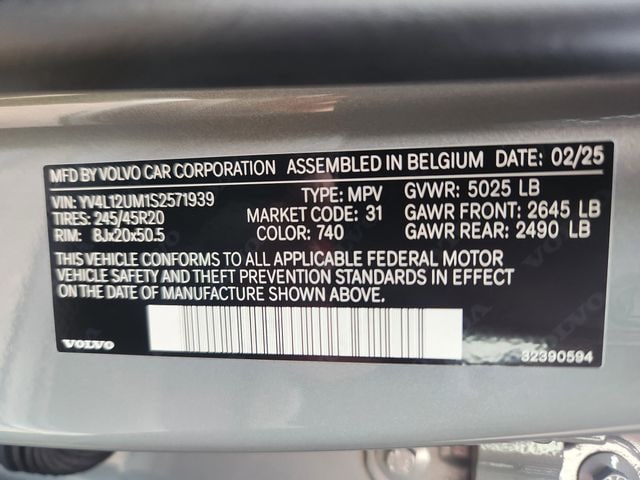 MFD BY VOLVO CAR CORPORATION ASSEMBLED IN BELGIUM DATE: 02/25
VIN: YV4L12UM1S2571939 TYPE: MPV GVWR: 5025 LB
TIRES: 245/45R20 MARKET CODE: 31 GAWR FRONT: 2645 LB
RIM: 8Jx20x50.5 COLOR: 740 GAWR REAR: 2490 LB
THIS VEHICLE CONFORMS TO ALL APPLICABLE FEDERAL MOTOR
VEHICLE SAFETY AND THEFT PREVENTION STANDARDS IN EFFECT
ON THE DATE OF MANUFACTURE SHOWN ABOVE.
VOLVO 32390594